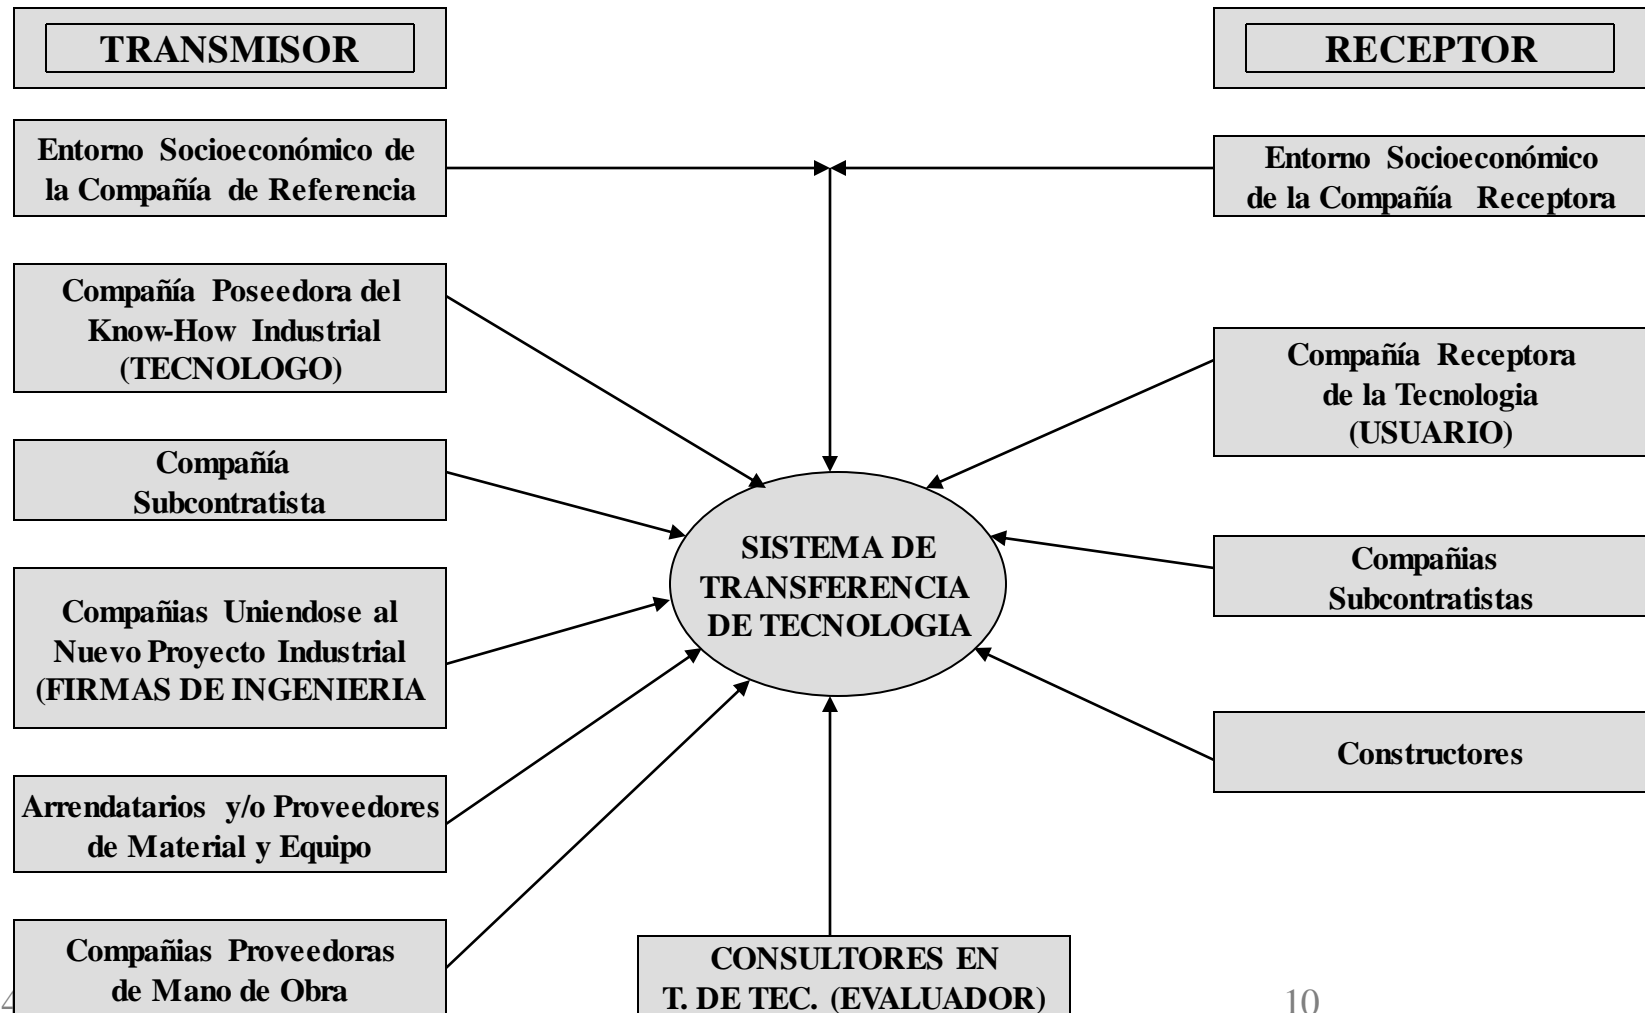 TRANSMISOR
Entorno Socioeconómico de
la Compañía de Referencia
Compañía Poseedora del
Know-How Industrial
(TECNOLOGO)
Compañía
Subcontratista
Compañias Uniendose al
Nuevo Proyecto Industrial
(FIRMAS DE INGENIERIA
Arrendatarios y/o Proveedores
de Material y Equipo
Compañias Proveedoras
de Mano de Obra
SISTEMA DE
TRANSFERENCIA
DE TECNOLOGIA
CONSULTORES EN
T. DE TEC. (EVALUADOR)
RECEPTOR
Entorno Socioeconómico
de la Compañía Receptora
Compañía Receptora
de la Tecnologia
(USUARIO)
Compañias
Subcontratistas
Constructores
4
10